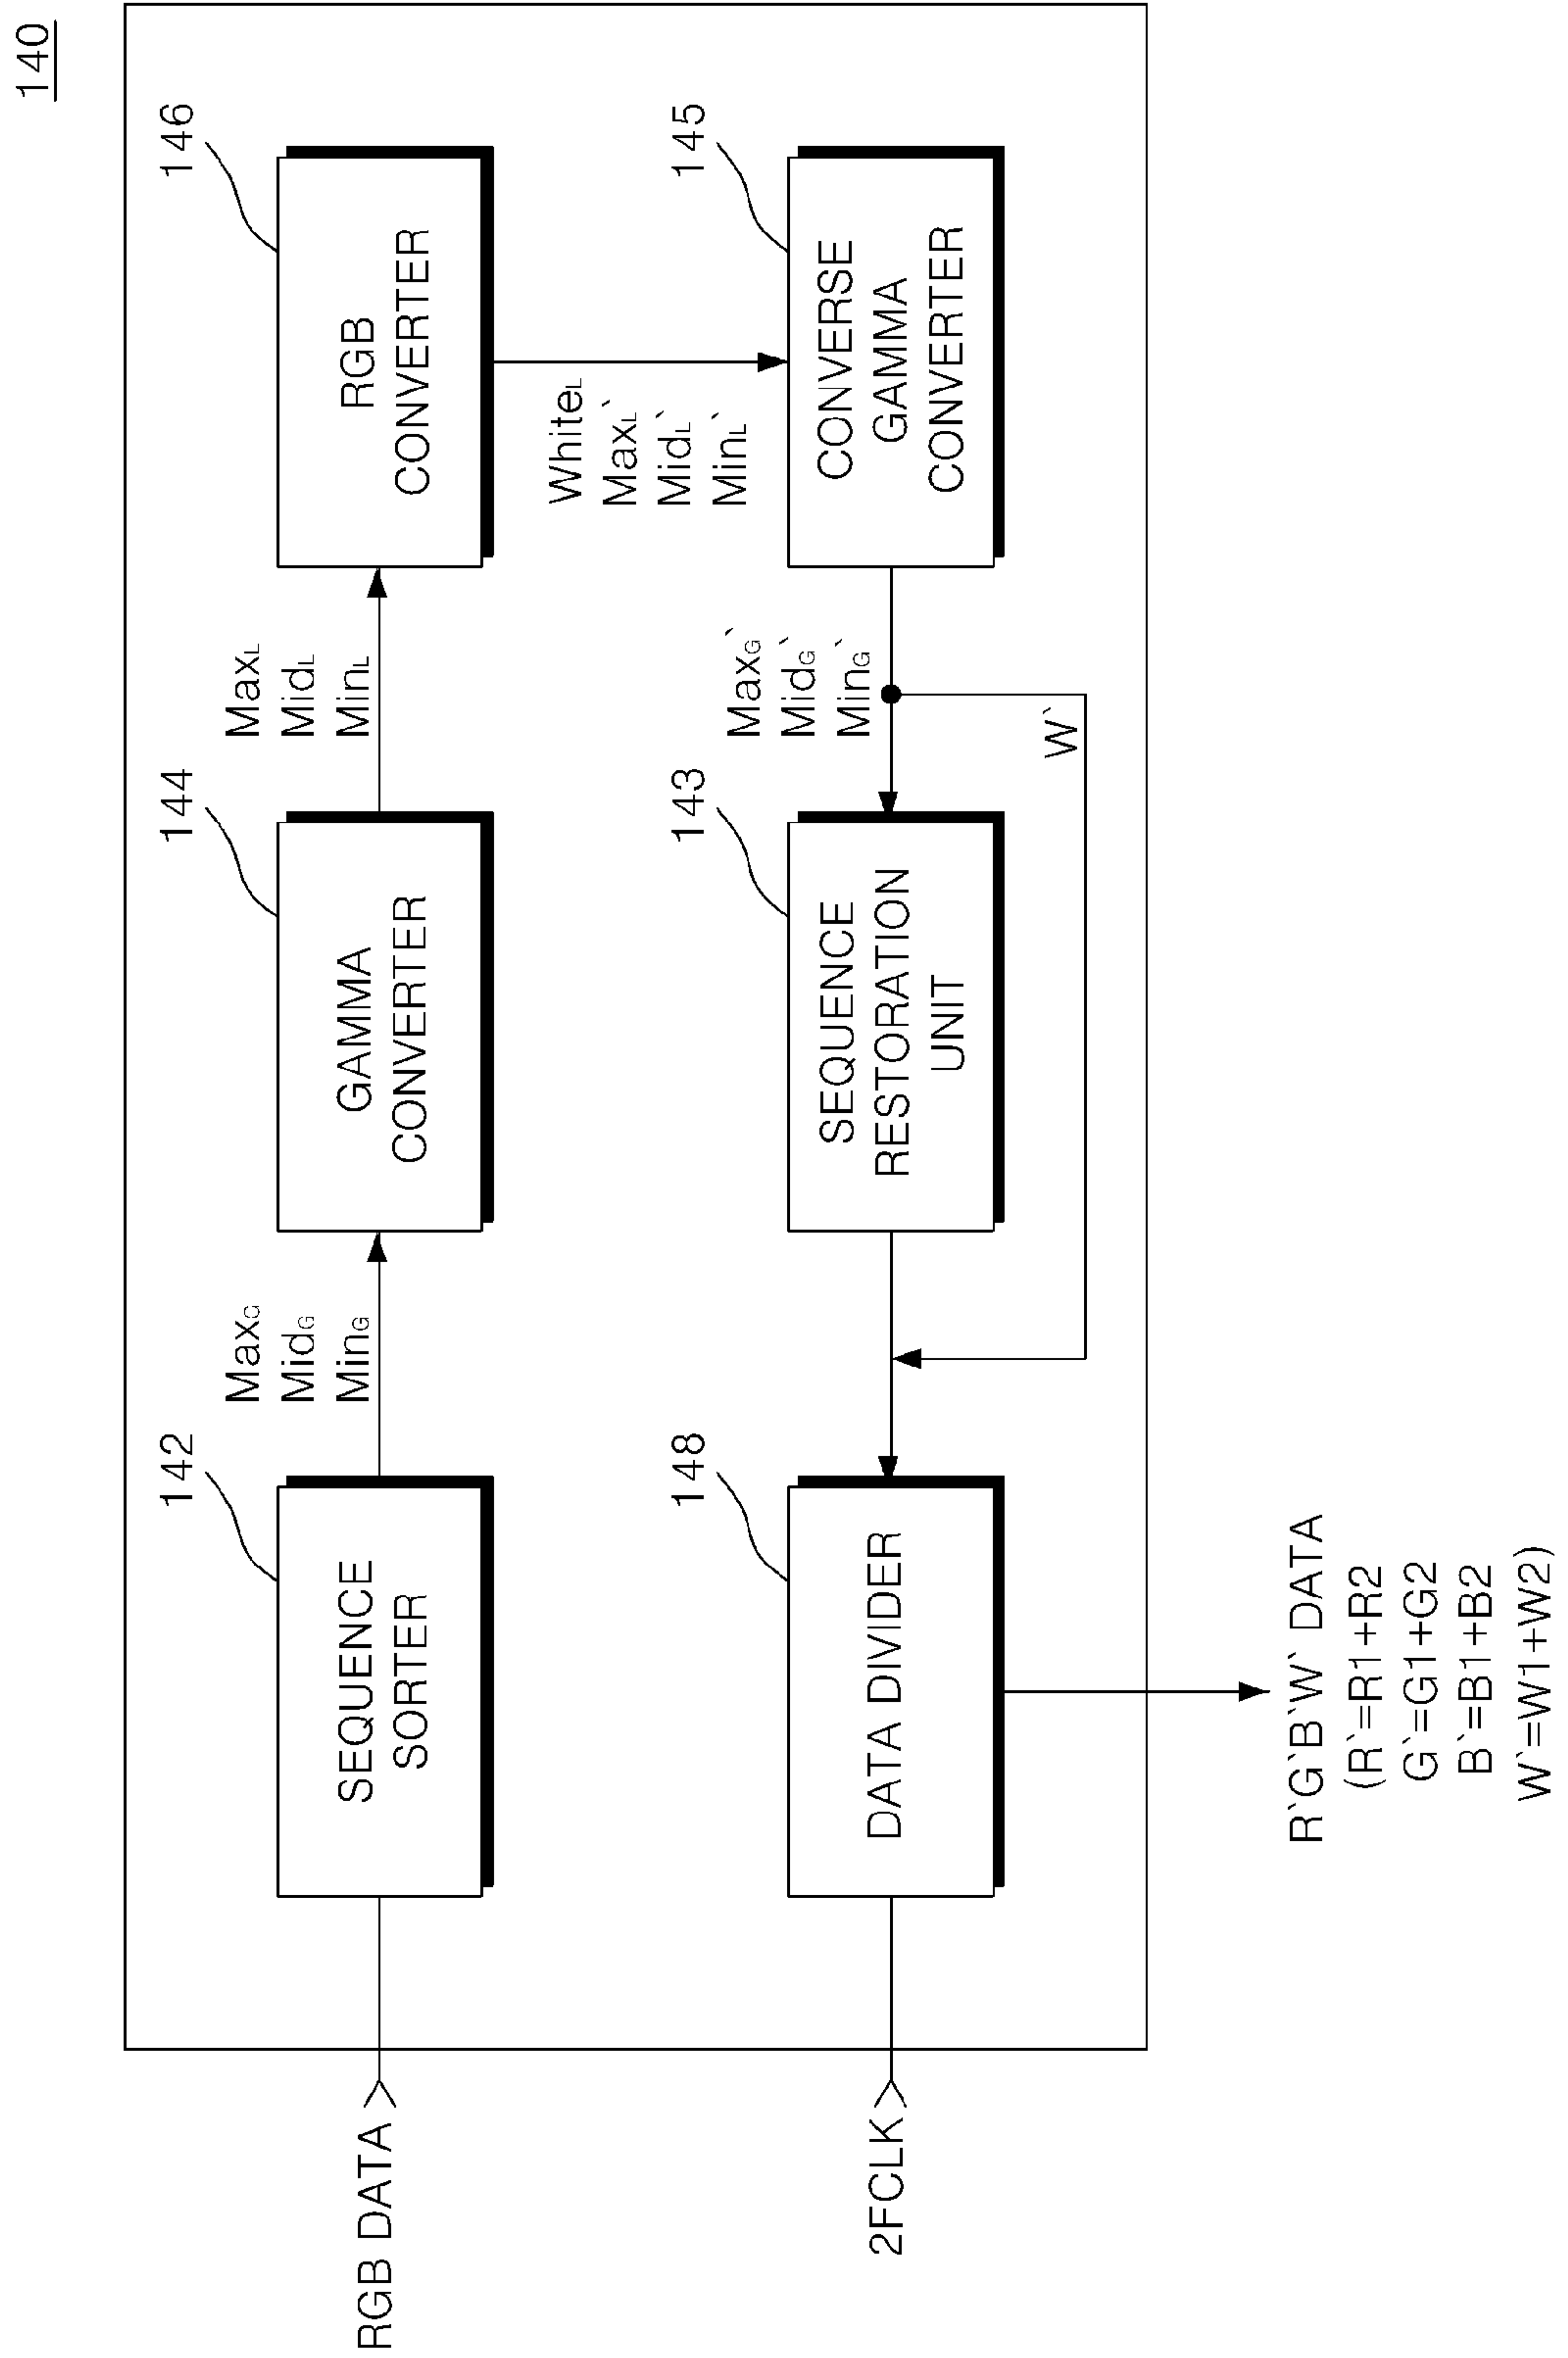 140
RGB DATA
142
SEQUENCE
SORTER
MaxG
MidG
MinG
144
GAMMA
CONVERTER
MaxL
MidL
MinL
146
RGB
CONVERTER
WhiteL
MaxL`
MidL`
MinL`
145
CONVERSE
GAMMA
CONVERTER
MaxG`
MidG`
MinG`
W`
143
SEQUENCE
RESTORATION
UNIT
148
DATA DIVIDER
2FCLK
R`G`B`W` DATA
(R`=R1+R2
G`=G1+G2
B`=B1+B2
W`=W1+W2)